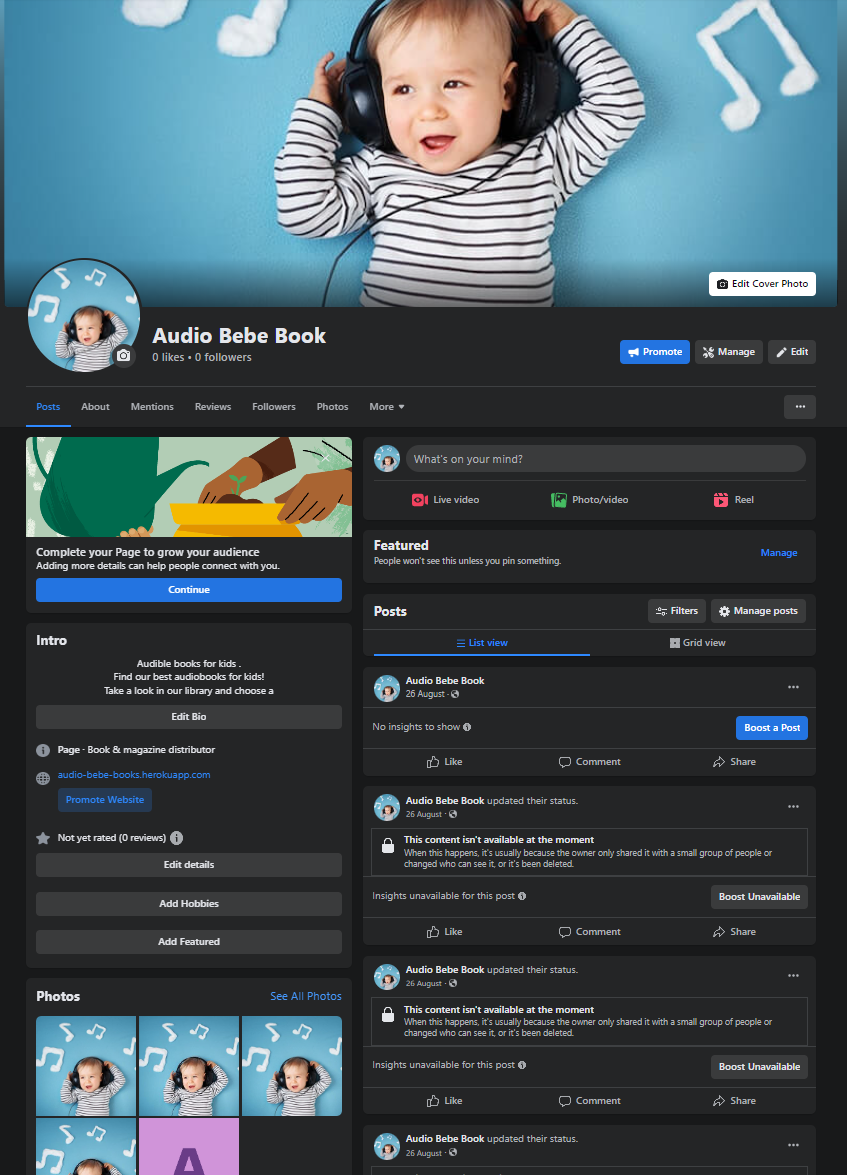 Edit Cover Photo
Audio Bebe Book
0 likes • 0 followers
Promote
Manage
Edit
Posts
About
Mentions
Reviews
Followers
Photos
More
Complete your Page to grow your audience
Adding more details can help people connect with you.
Continue
Intro
Audible books for kids .
Find our best audiobooks for kids!
Take a look in our library and choose a
Edit Bio
Page · Book & magazine distributor
audio-bebe-books.herokuapp.com
Promote Website
Not yet rated (0 reviews)
Edit details
Add Hobbies
Add Featured
Photos
See All Photos
A
What's on your mind?
Live video
Photo/video
Reel
Featured
People won't see this unless you pin something.
Manage
Posts
Filters
Manage posts
List view
Grid view
Audio Bebe Book
26 August ·
No insights to show
Boost a Post
Like
Comment
Share
Audio Bebe Book updated their status.
26 August ·
This content isn't available at the moment
When this happens, it's usually because the owner only shared it with a small group of people or
changed who can see it, or it's been deleted.
Insights unavailable for this post
Boost Unavailable
Like
Comment
Share
Audio Bebe Book updated their status.
26 August ·
This content isn't available at the moment
When this happens, it's usually because the owner only shared it with a small group of people or
changed who can see it, or it's been deleted.
Insights unavailable for this post
Boost Unavailable
Like
Comment
Share
Audio Bebe Book updated their status.
26 August ·